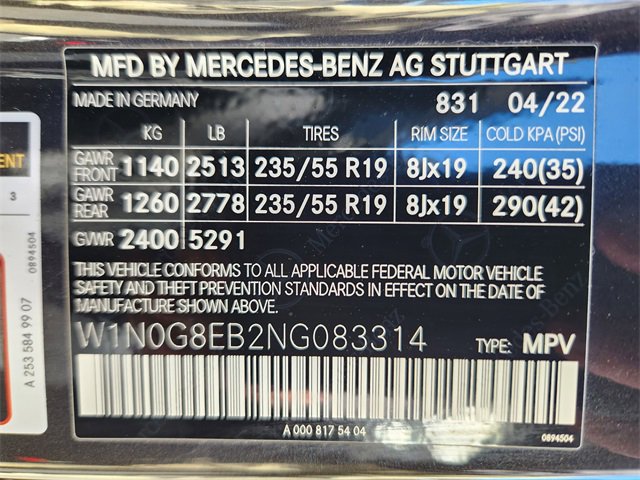 MFD BY MERCEDES-BENZ AG STUTTGART
MADE IN GERMANY 831 04/22
KG LB TIRES RIM SIZE COLD KPA(PSI)
GAWR FRONT 1140 2513 235/55 R19 8Jx19 240(35)
GAWR REAR 1260 2778 235/55 R19 8Jx19 290(42)
GVWR 2400 5291
THIS VEHICLE CONFORMS TO ALL APPLICABLE FEDERAL MOTOR VEHICLE
SAFETY AND THEFT PREVENTION STANDARDS IN EFFECT ON THE DATE OF
MANUFACTURE SHOWN ABOVE.
W1N0G8EB2NG083314 TYPE: MPV
A 000 817 54 04
0894504
3
0894504
A 253 584 99 07